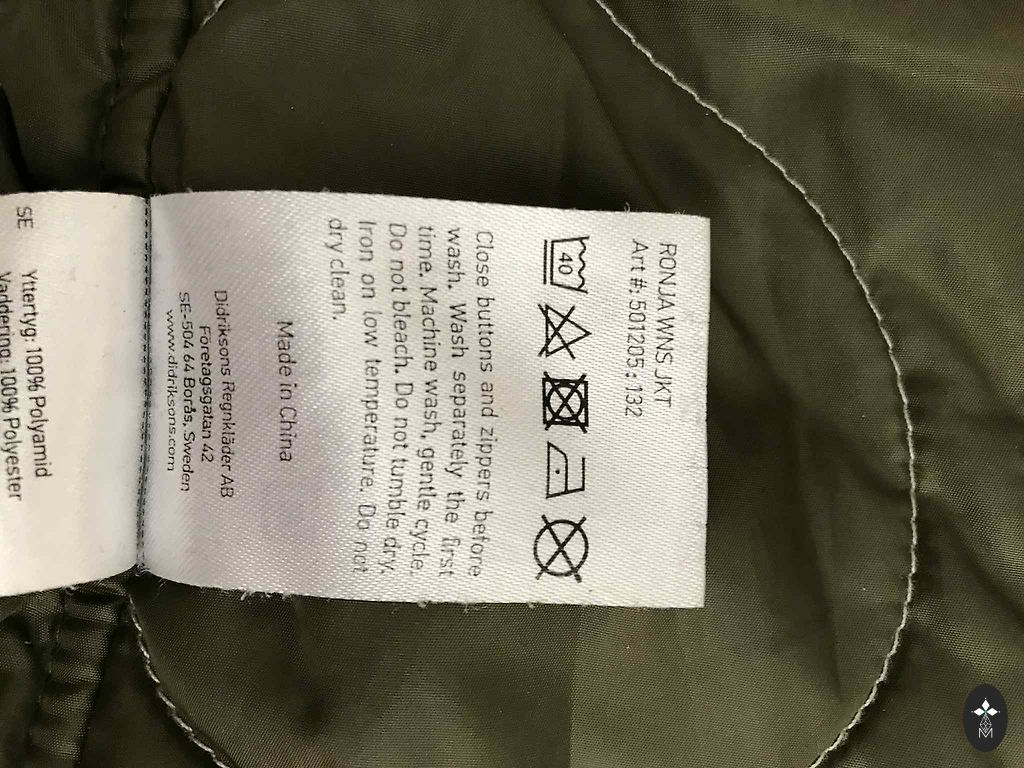 RONJA WNS JKT
Art #: 501205 : 132
40
Close buttons and zippers before
wash. Wash separately the first
time. Machine wash, gentle cycle.
Do not bleach. Do not tumble dry.
Iron on low temperature. Do not
dry clean.
Made in China
Didriksons Regnkläder AB
Företagsgatan 42
SE-504 64 Borås, Sweden
www.didriksons.com
SE Yttertyg: 100% Polyamid
Vaddering: 100% Polyester
M